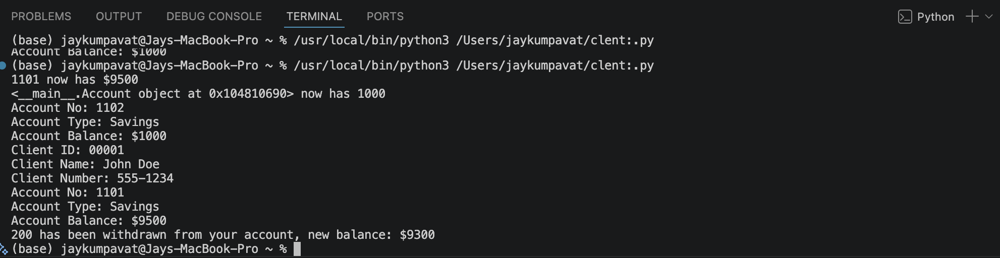 PROBLEMS OUTPUT DEBUG CONSOLE TERMINAL PORTS Python
(base) jaykumpavat@Jays-MacBook-Pro ~ % /usr/local/bin/python3 /Users/jaykumpavat/clent:.py
Account Balance: $1000
(base) jaykumpavat@Jays-MacBook-Pro ~ % /usr/local/bin/python3 /Users/jaykumpavat/clent:.py
1101 now has $9500
<__main__.Account object at 0x104810690> now has 1000
Account No: 1102
Account Type: Savings
Account Balance: $1000
Client ID: 00001
Client Name: John Doe
Client Number: 555-1234
Account No: 1101
Account Type: Savings
Account Balance: $9500
200 has been withdrawn from your account, new balance: $9300
(base) jaykumpavat@Jays-MacBook-Pro ~ %